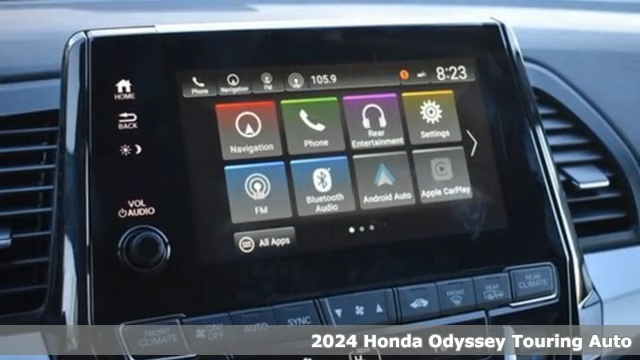 Phone Navigation FM 105.9 8:23
HOME
BACK
VOL
AUDIO
Navigation Phone Rear Entertainment Settings
FM Bluetooth Audio Android Auto Apple CarPlay
All Apps
FRONT CLIMATE AUTO SYNC FRONT REAR REAR CLIMATE
2024 Honda Odyssey Touring Auto